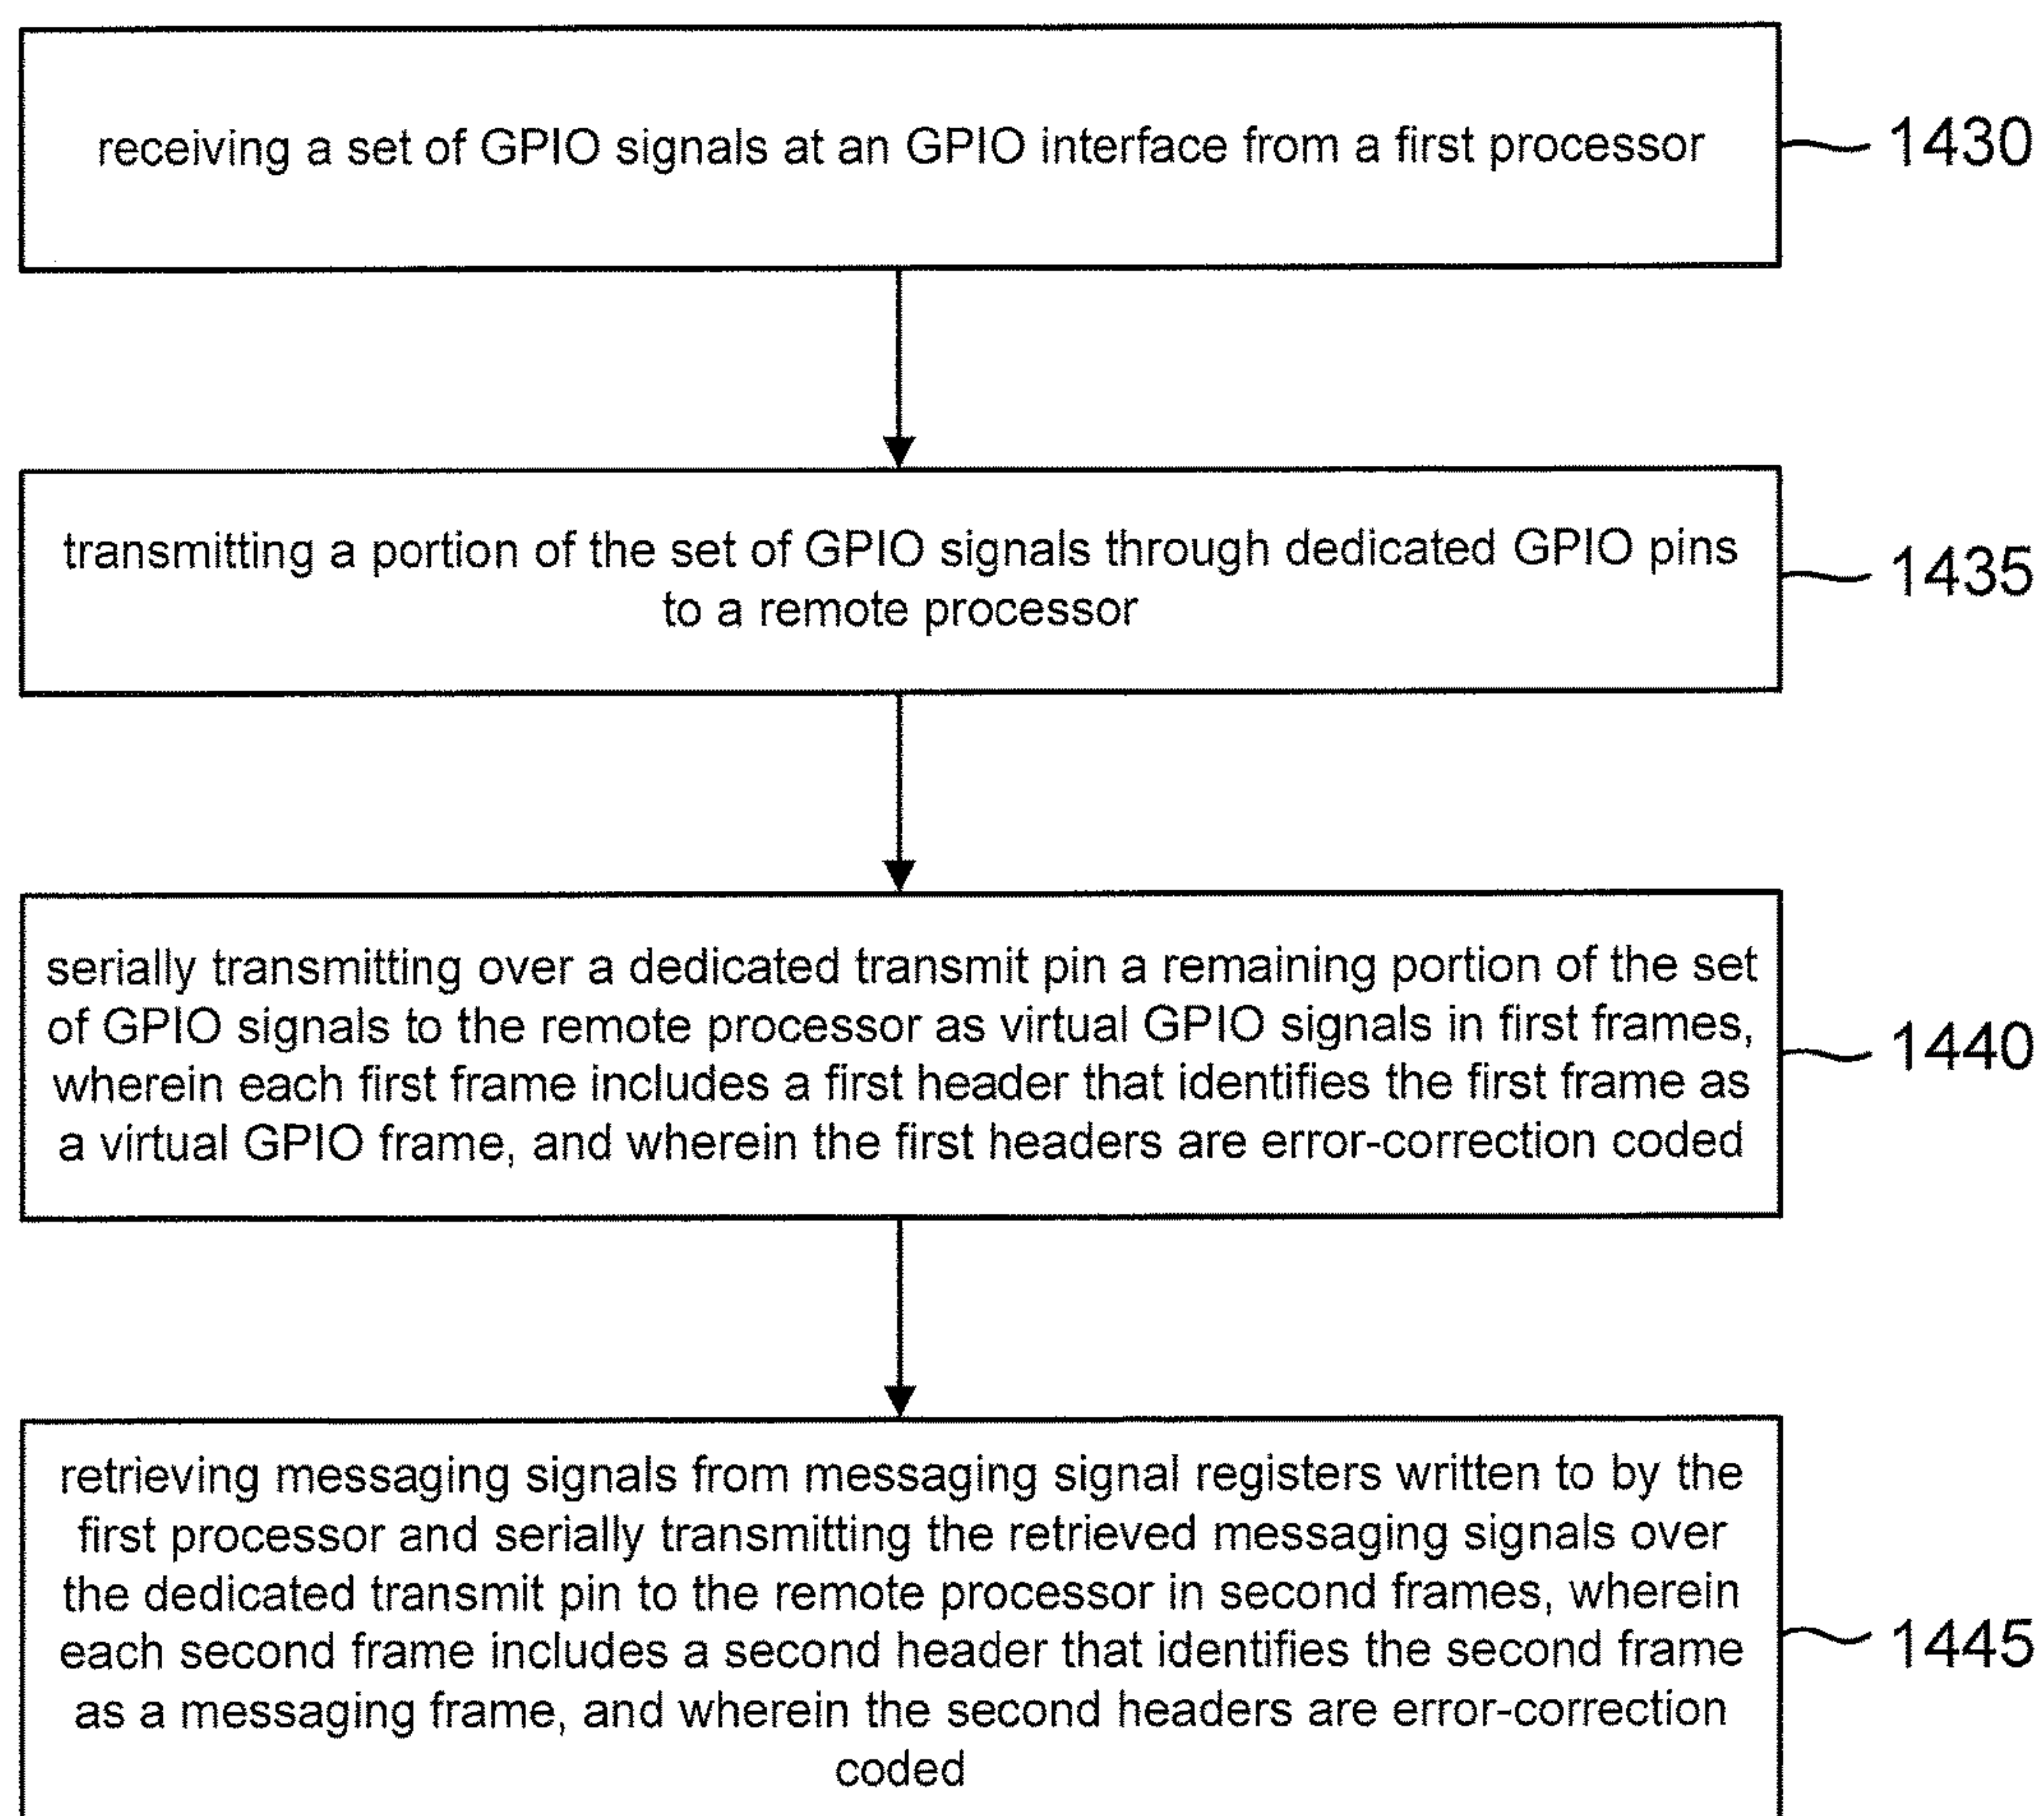 receiving a set of GPIO signals at an GPIO interface from a first processor
1430
transmitting a portion of the set of GPIO signals through dedicated GPIO pins
to a remote processor
1435
serially transmitting over a dedicated transmit pin a remaining portion of the set
of GPIO signals to the remote processor as virtual GPIO signals in first frames,
wherein each first frame includes a first header that identifies the first frame as
a virtual GPIO frame, and wherein the first headers are error-correction coded
1440
retrieving messaging signals from messaging signal registers written to by the
first processor and serially transmitting the retrieved messaging signals over
the dedicated transmit pin to the remote processor in second frames, wherein
each second frame includes a second header that identifies the second frame
as a messaging frame, and wherein the second headers are error-correction
coded
1445